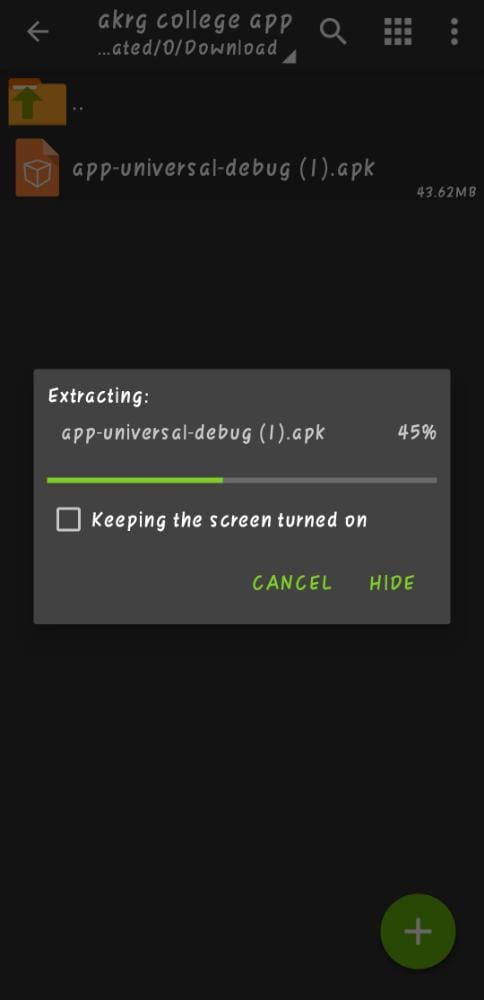 akrg college app
...ated/0/Download
..
app-universal-debug (1).apk
43.62MB
Extracting:
app-universal-debug (1).apk 45%
Keeping the screen turned on
CANCEL HIDE